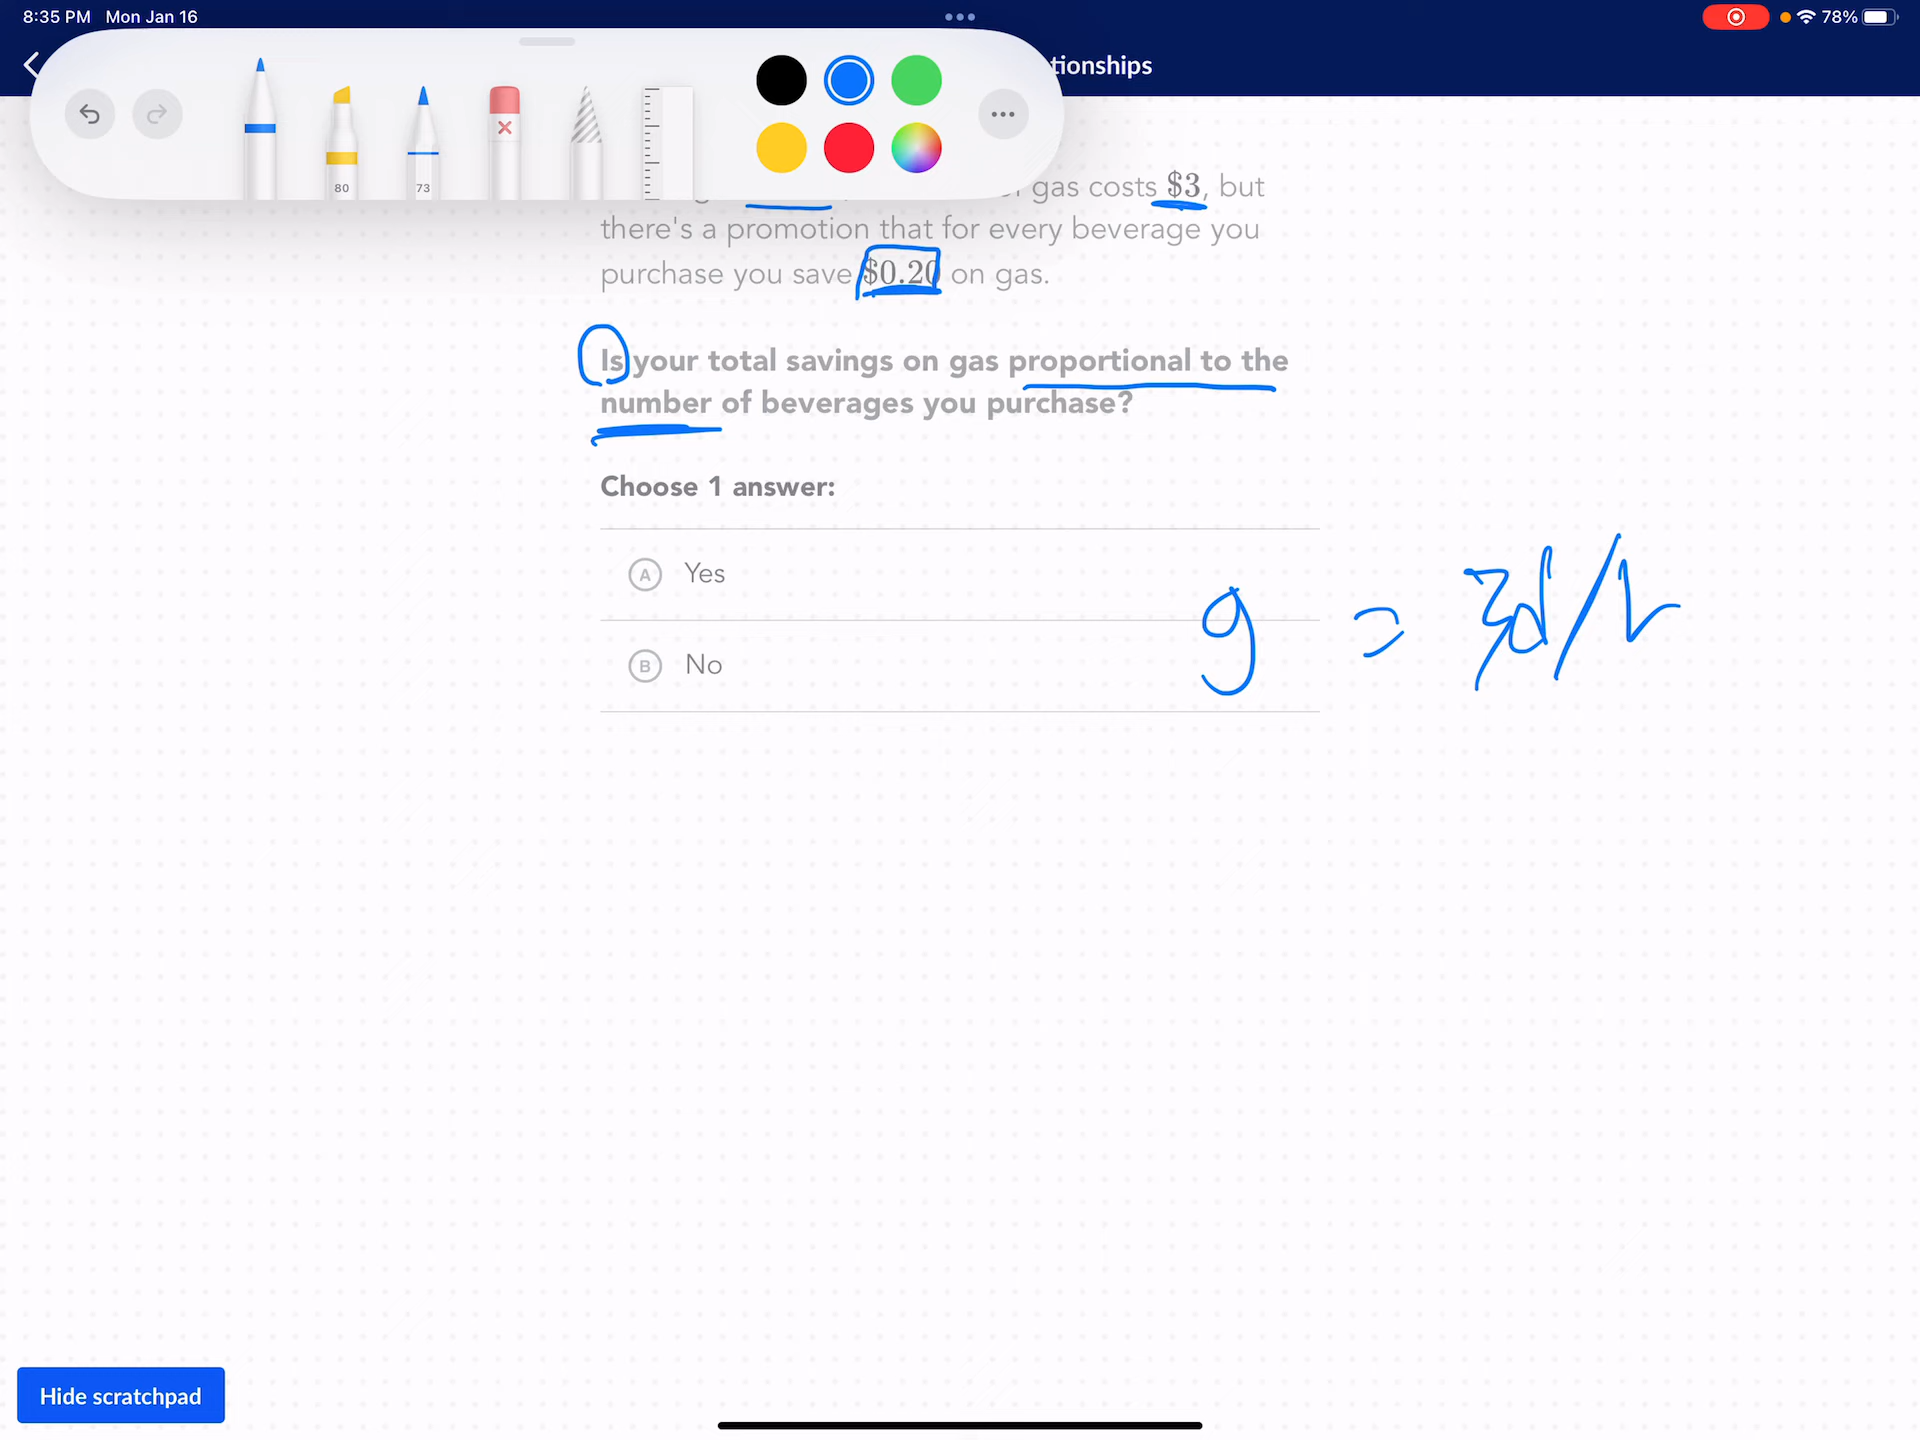 8:35 PM Mon Jan 16
78%
tionships
80
73
gas costs $3, but
there's a promotion that for every beverage you
purchase you save $0.20 on gas.
Is your total savings on gas proportional to the
number of beverages you purchase?
Choose 1 answer:
A Yes
B No
g =
Hide scratchpad